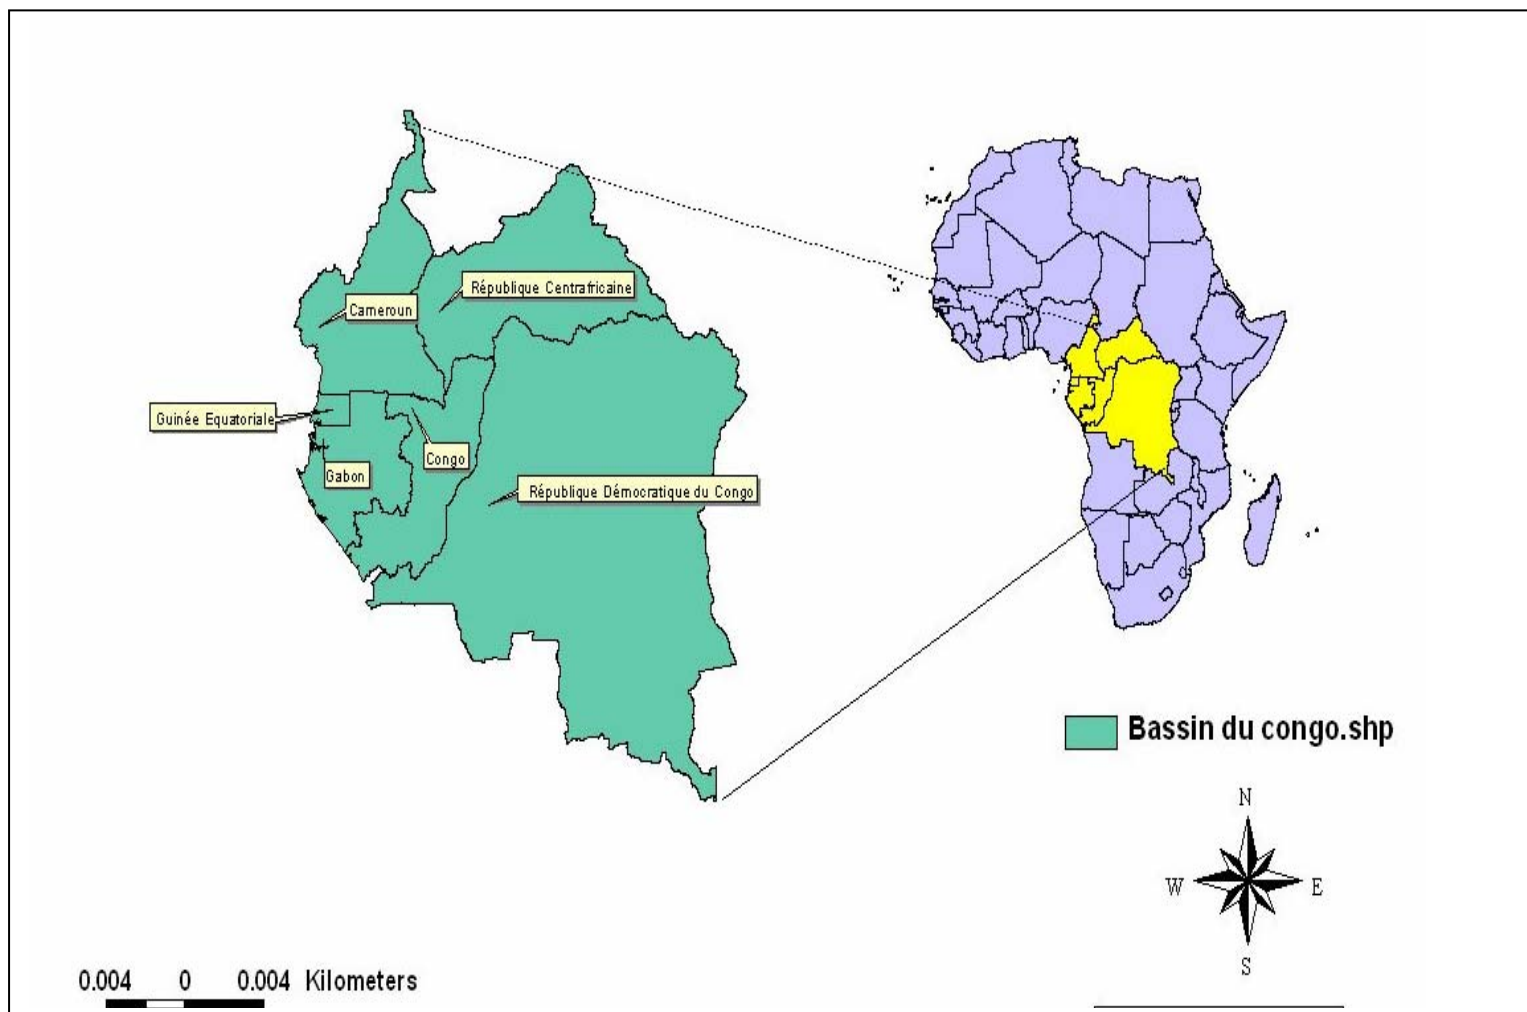 République Centrafricaine
Cameroun
Guinée Equatoriale
Congo
Gabon
République Démocratique du Congo
Bassin du congo.shp
N
W
E
S
0.004 0 0.004 Kilometers